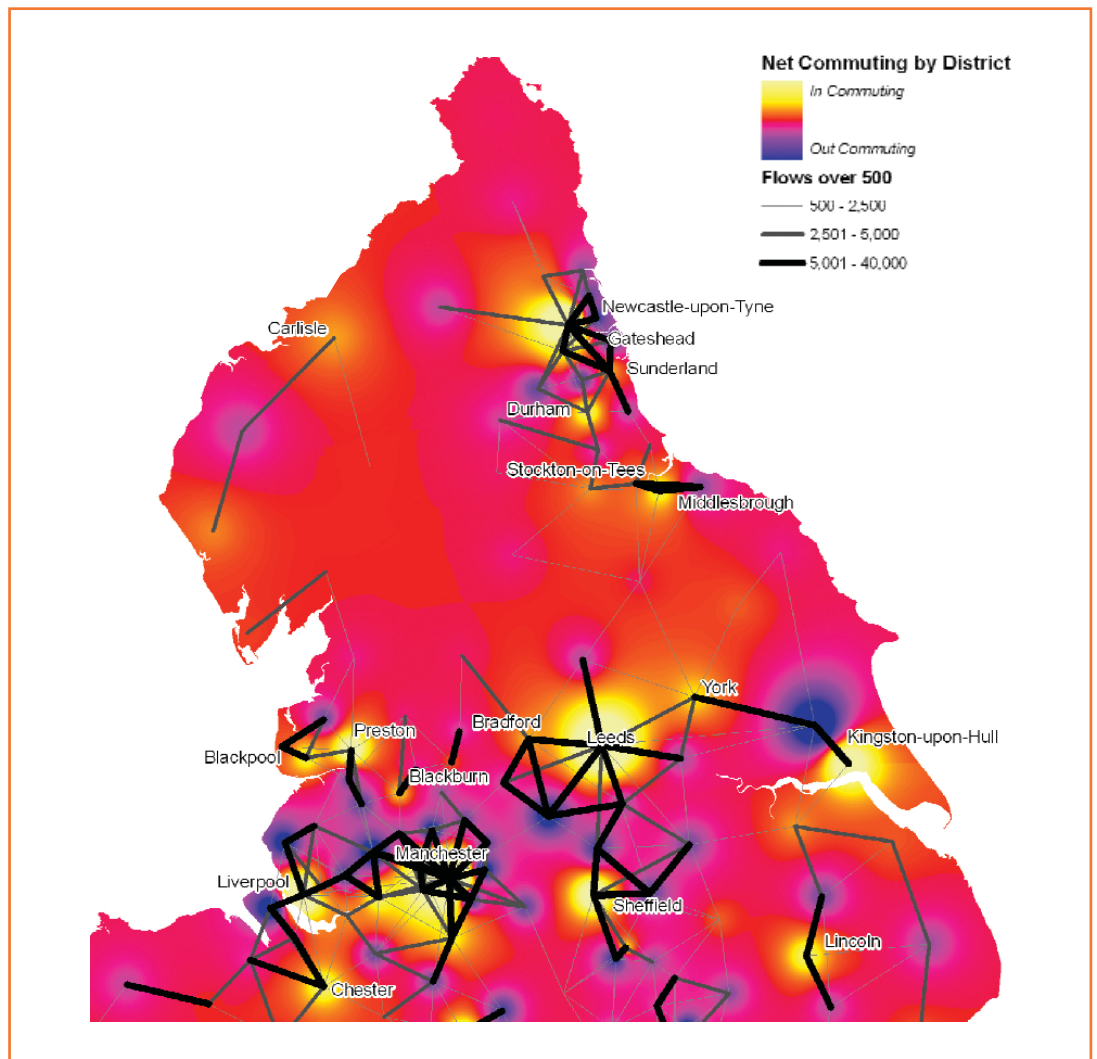 Net Commuting by District
In Commuting
Out Commuting
Flows over 500
500 - 2,500
2,501 - 5,000
5,001 - 40,000
Newcastle-upon-Tyne
Carlisle
Gateshead
Sunderland
Durham
Stockton-on-Tees
Middlesbrough
York
Bradford
Preston
Leeds
Kingston-upon-Hull
Blackpool
Blackburn
Manchester
Liverpool
Sheffield
Lincoln
Chester